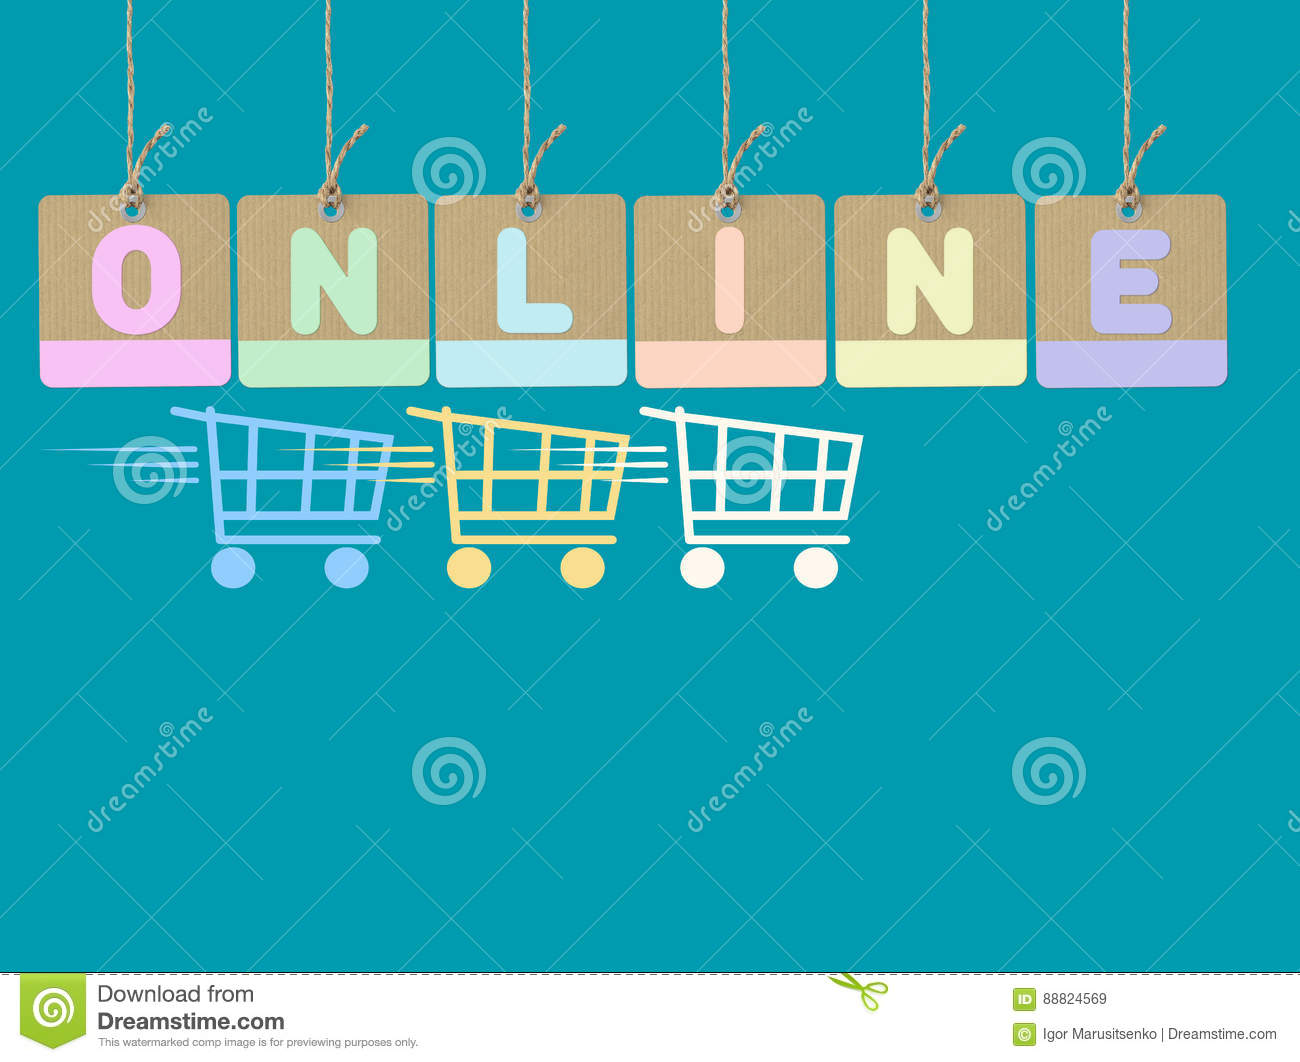 ONLINE
dreamstime
dreamstime
dreamstime
dreamstime
dreamstime
dreamstime
Download from
Dreamstime.com
This watermarked comp image is for previewing purposes only.
ID 88824569
© Igor Marusitsenko | Dreamstime.com